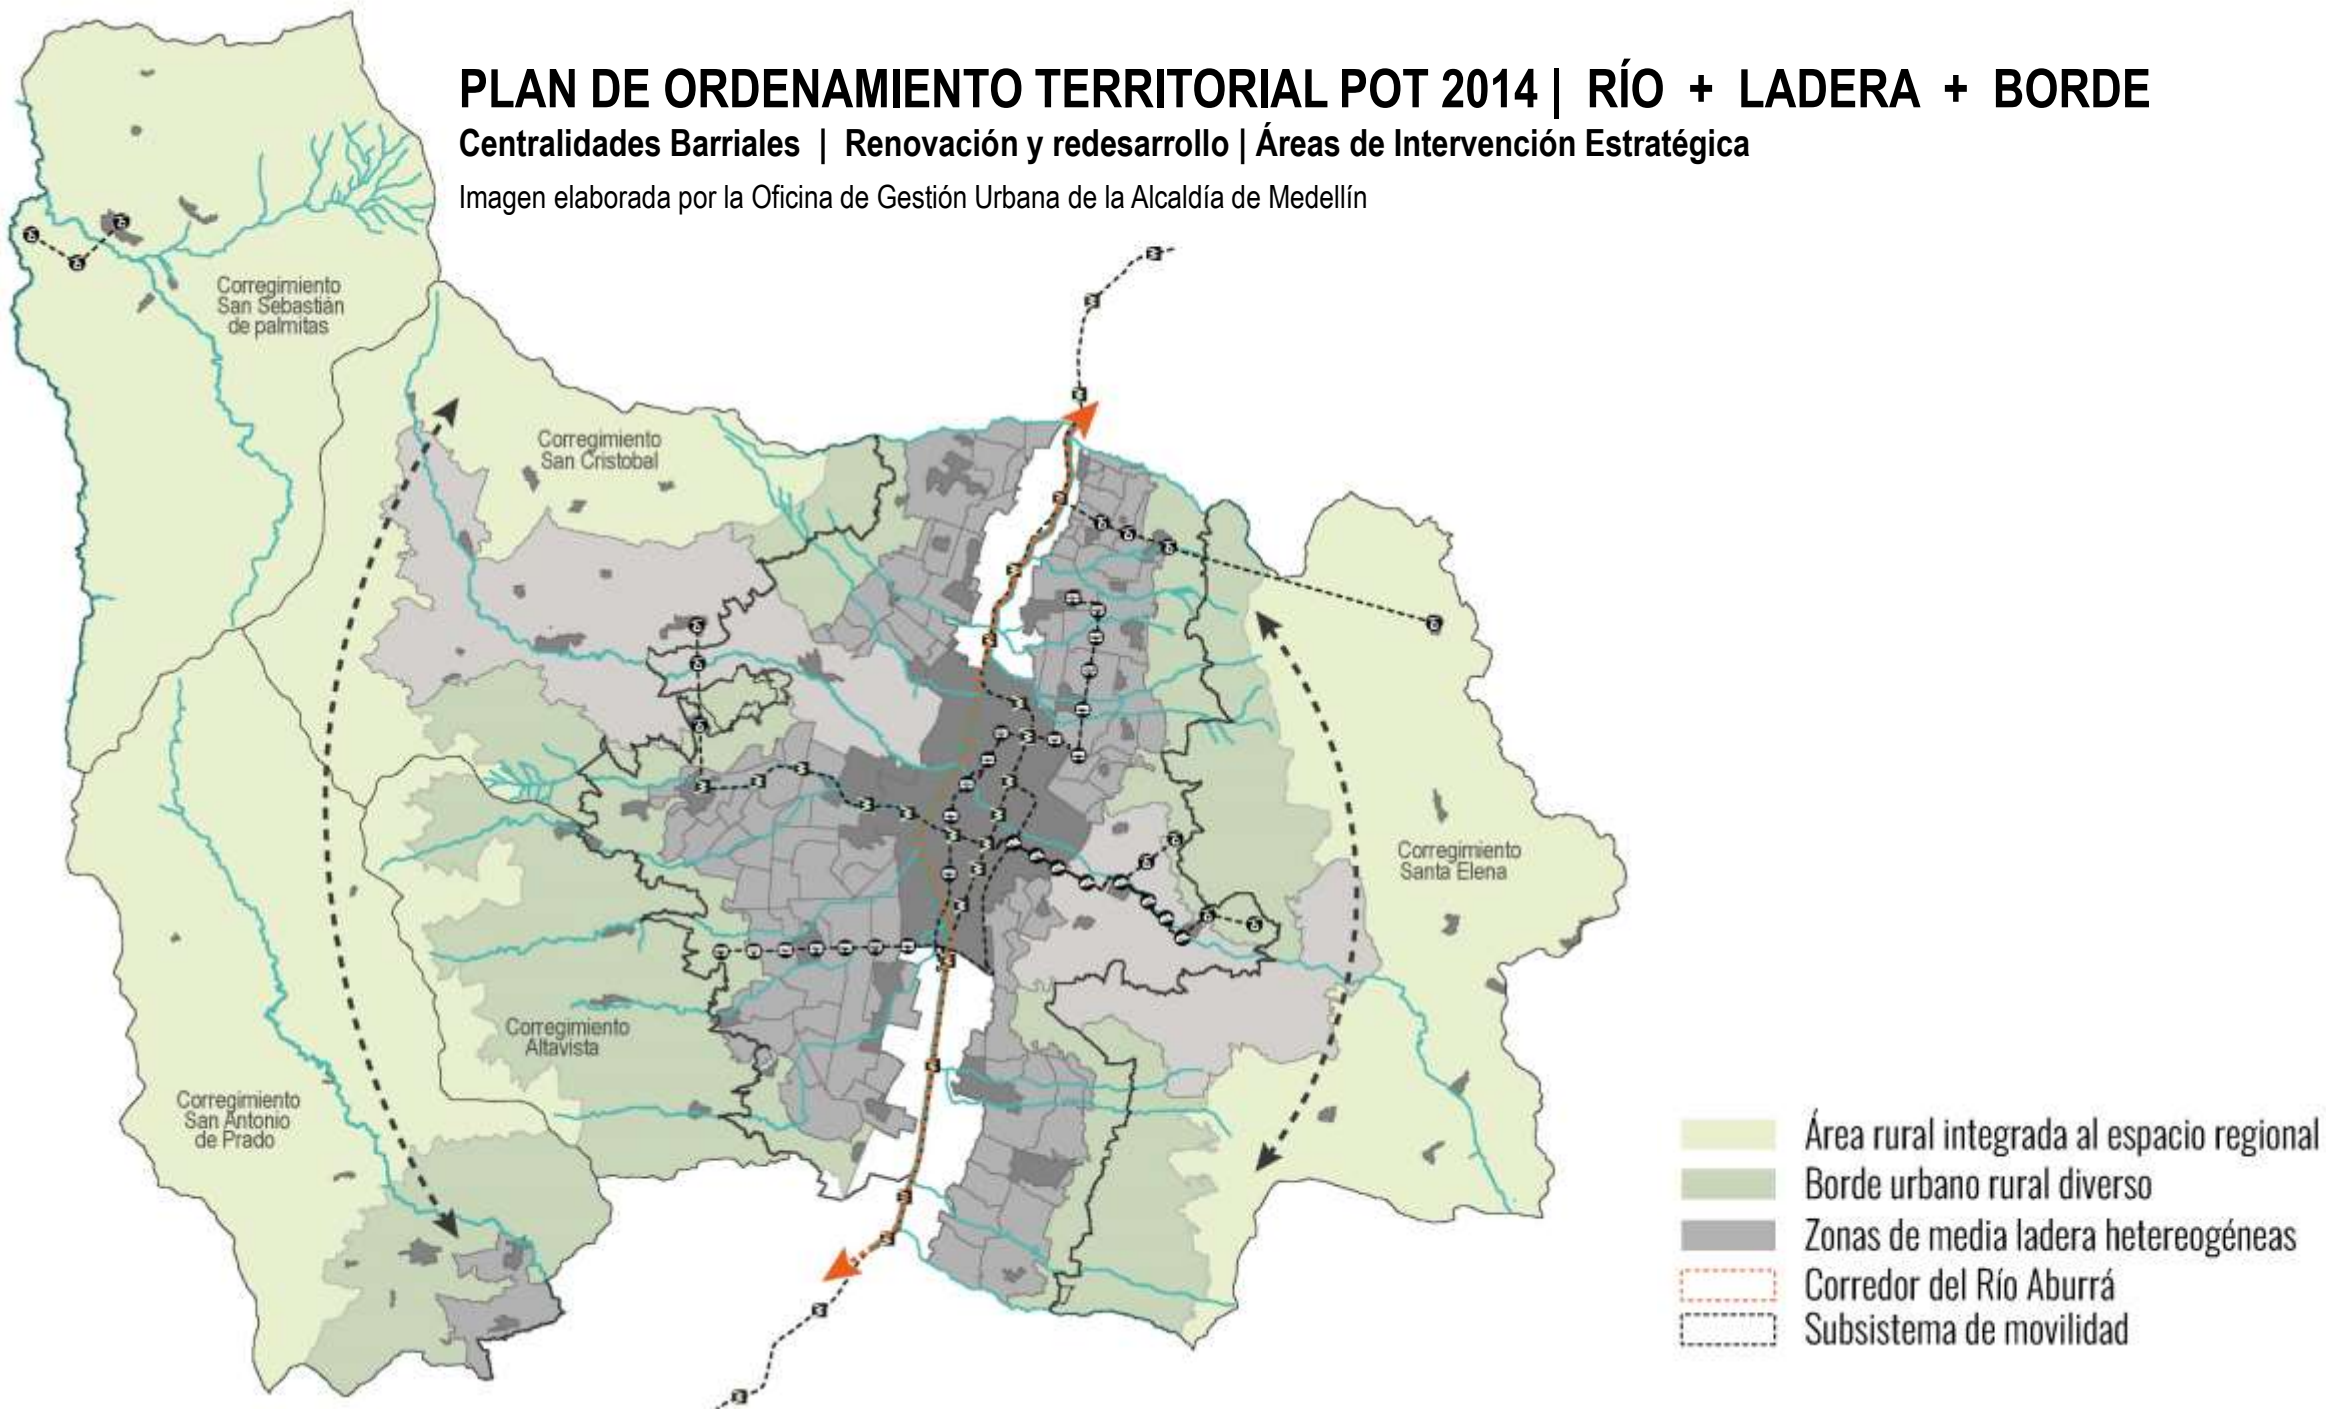 PLAN DE ORDENAMIENTO TERRITORIAL POT 2014 | RÍO + LADERA + BORDE
Centralidades Barriales | Renovación y redesarrollo | Áreas de Intervención Estratégica
Imagen elaborada por la Oficina de Gestión Urbana de la Alcaldía de Medellín
Corregimiento
San Sebastián
de palmitas
Corregimiento
San Cristobal
Corregimiento
Santa Elena
Corregimiento
Altavista
Corregimiento
San Antonio
de Prado
Área rural integrada al espacio regional
Borde urbano rural diverso
Zonas de media ladera hetereogéneas
Corredor del Río Aburrá
Subsistema de movilidad